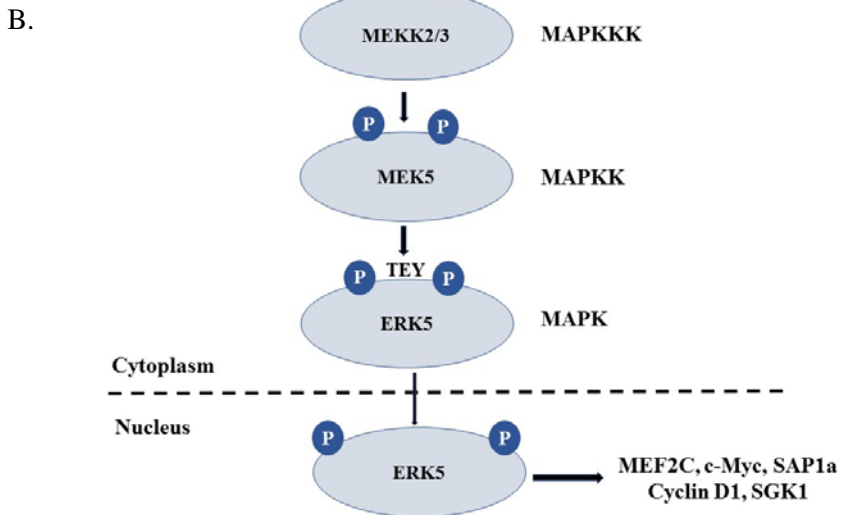 B.
MEKK2/3 MAPKKK
P P
MEK5 MAPKK
P TEY P
ERK5 MAPK
Cytoplasm
Nucleus
P P
ERK5
MEF2C, c-Myc, SAP1a
Cyclin D1, SGK1